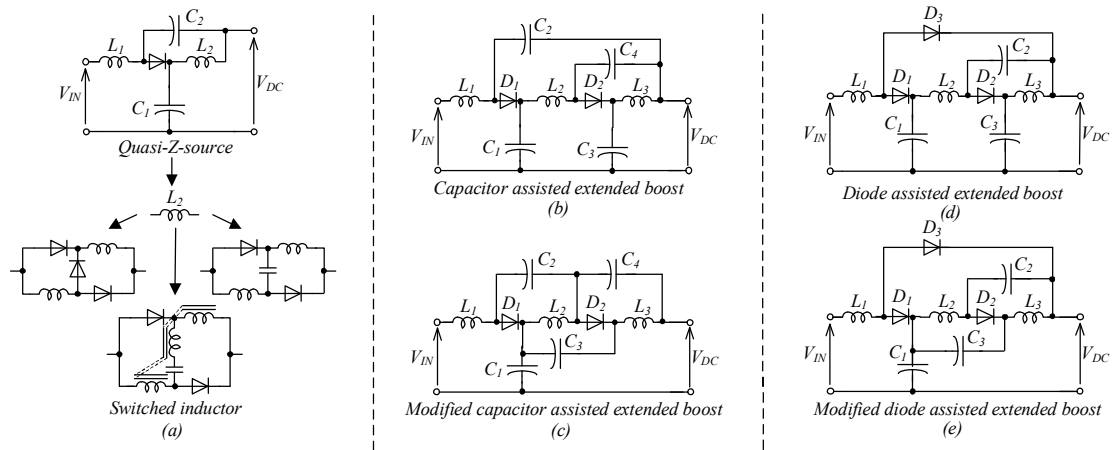 C2
L1
L2
VIN
C1
VDC
Quasi-Z-source
L2
Switched inductor
(a)
C2
C4
L1
D1
L2
D2
L3
VIN
C1
C3
VDC
Capacitor assisted extended boost
(b)
C2
C4
L1
D1
L2
D2
L3
VIN
C3
C1
VDC
Modified capacitor assisted extended boost
(c)
D3
C2
L1
D1
L2
D2
L3
VIN
C1
C3
VDC
Diode assisted extended boost
(d)
D3
C2
L1
D1
L2
D2
L3
VIN
C1
C3
VDC
Modified diode assisted extended boost
(e)